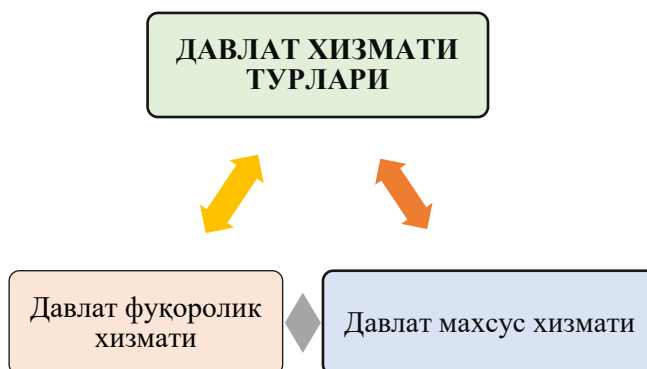 ДАВЛАТ ХИЗМАТИ
ТУРЛАРИ
Давлат фуқоролик
хизмати
Давлат махсус хизмати